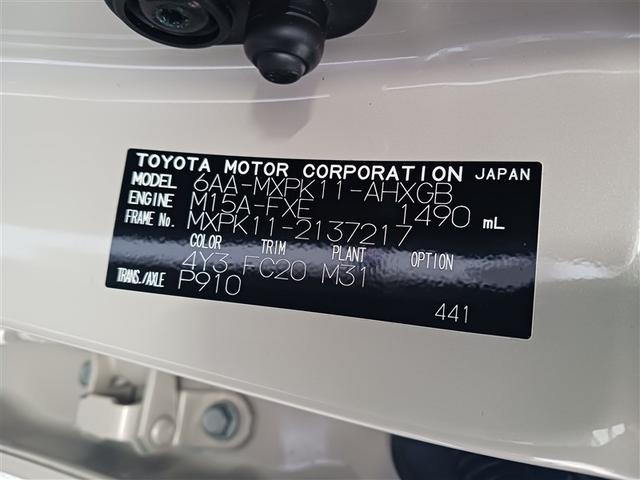 TOYOTA MOTOR CORPORATION JAPAN
MODEL 6AA-MXPK11-AHXGB
ENGINE M15A-FXE 1490 mL
FRAME No. MXPK11-2137217
COLOR TRIM PLANT OPTION
4Y3 FC20 M31
TRANS./AXLE P910
441